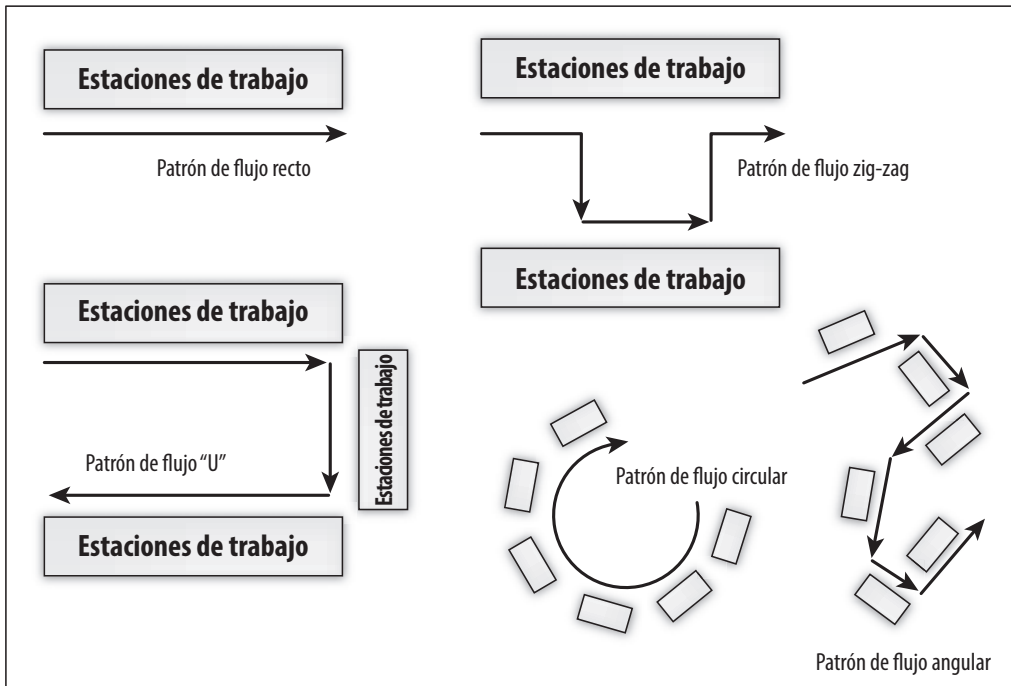 Estaciones de trabajo
Patrón de flujo recto
Estaciones de trabajo
Patrón de flujo zig-zag
Estaciones de trabajo
Estaciones de trabajo
Estaciones de trabajo
Patrón de flujo “U”
Estaciones de trabajo
Patrón de flujo circular
Patrón de flujo angular